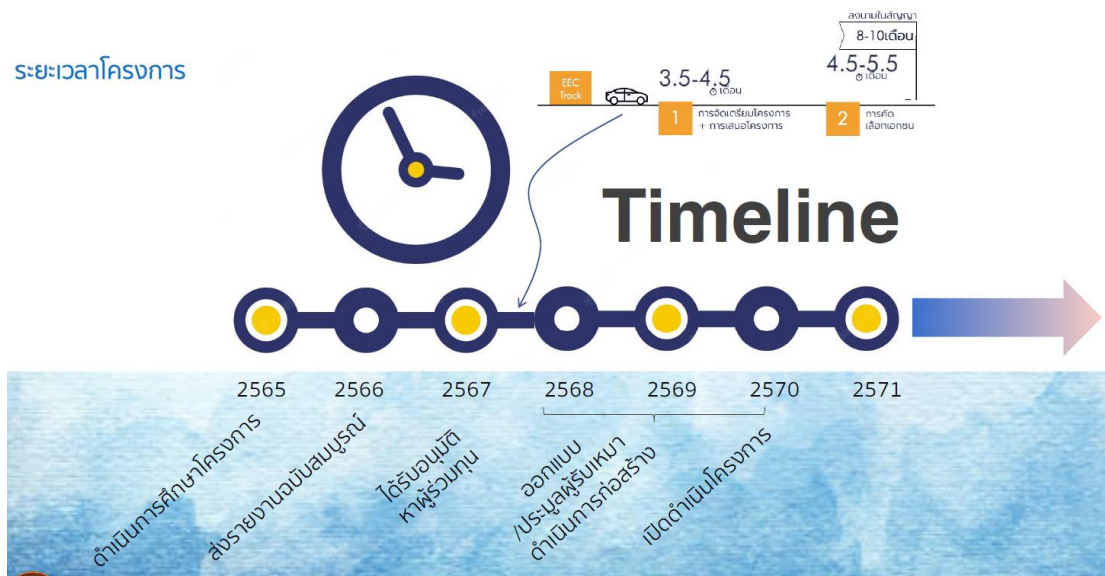 ระยะเวลาโครงการ
ลงนามในสัญญา
8-10เดือน
EEC
Track
3.5-4.5
เดือน
4.5-5.5
เดือน
1
การจัดเตรียมโครงการ
+ การเสนอโครงการ
2
การคัด
เลือกเอกชน
Timeline
2565 2566 2567 2568 2569 2570 2571
ดำเนินการศึกษาโครงการ
ส่งรายงานฉบับสมบูรณ์
ได้รับอนุมัติ
หาผู้ร่วมทุน
ออกแบบ
/ประมูลผู้รับเหมา
ดำเนินการก่อสร้าง
เปิดดำเนินโครงการ